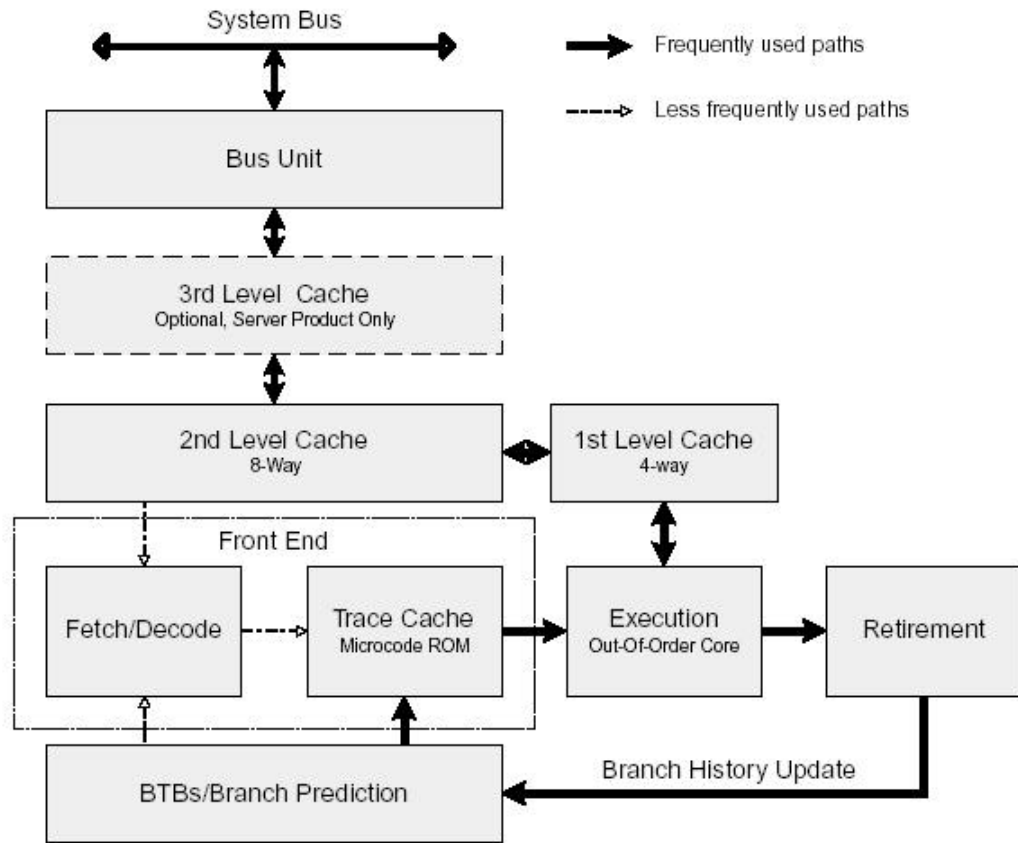 System Bus
Frequently used paths
Less frequently used paths
Bus Unit
3rd Level Cache
Optional, Server Product Only
2nd Level Cache
8-Way
1st Level Cache
4-way
Front End
Fetch/Decode
Trace Cache
Microcode ROM
Execution
Out-Of-Order Core
Retirement
BTBs/Branch Prediction
Branch History Update